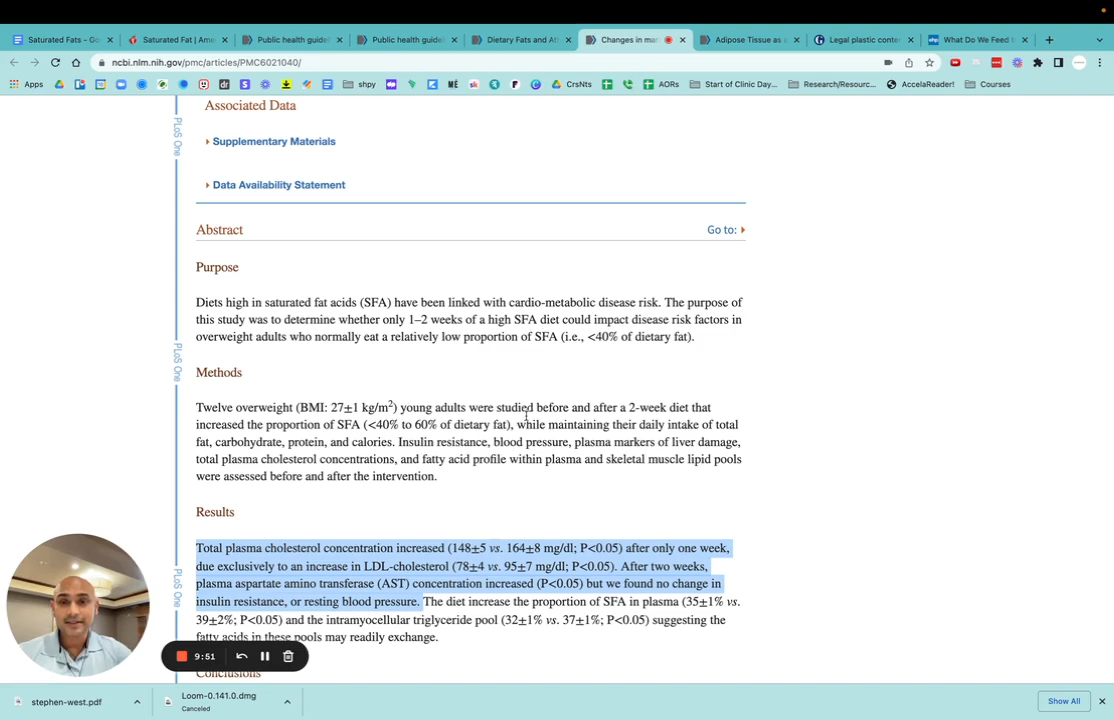 Saturated Fats - Go
Saturated Fat | Ame
Public health guidel
Public health guidel
Dietary Fats and Ath
Changes in ma
Adipose Tissue as a
Legal plastic conten
What Do We Feed t
ncbi.nlm.nih.gov/pmc/articles/PMC6021040/
Apps
shpy
CrsNts
AORs
Start of Clinic Day...
Research/Resourc...
AccelaReader!
Courses
PLoS One
Associated Data
Supplementary Materials
Data Availability Statement
Abstract
Go to:
Purpose
Diets high in saturated fat acids (SFA) have been linked with cardio-metabolic disease risk. The purpose of
this study was to determine whether only 1–2 weeks of a high SFA diet could impact disease risk factors in
overweight adults who normally eat a relatively low proportion of SFA (i.e., <40% of dietary fat).
PLoS One
Methods
Twelve overweight (BMI: 27±1 kg/m2) young adults were studied before and after a 2-week diet that
increased the proportion of SFA (<40% to 60% of dietary fat), while maintaining their daily intake of total
fat, carbohydrate, protein, and calories. Insulin resistance, blood pressure, plasma markers of liver damage,
total plasma cholesterol concentrations, and fatty acid profile within plasma and skeletal muscle lipid pools
were assessed before and after the intervention.
Results
Total plasma cholesterol concentration increased (148±5 vs. 164±8 mg/dl; P<0.05) after only one week,
due exclusively to an increase in LDL-cholesterol (78±4 vs. 95±7 mg/dl; P<0.05). After two weeks,
plasma aspartate amino transferase (AST) concentration increased (P<0.05) but we found no change in
insulin resistance, or resting blood pressure. The diet increase the proportion of SFA in plasma (35±1% vs.
39±2%; P<0.05) and the intramyocellular triglyceride pool (32±1% vs. 37±1%; P<0.05) suggesting the
fatty acids in these pools may readily exchange.
PLoS One
9:51
Conclusions
stephen-west.pdf
Loom-0.141.0.dmg
Canceled
Show All